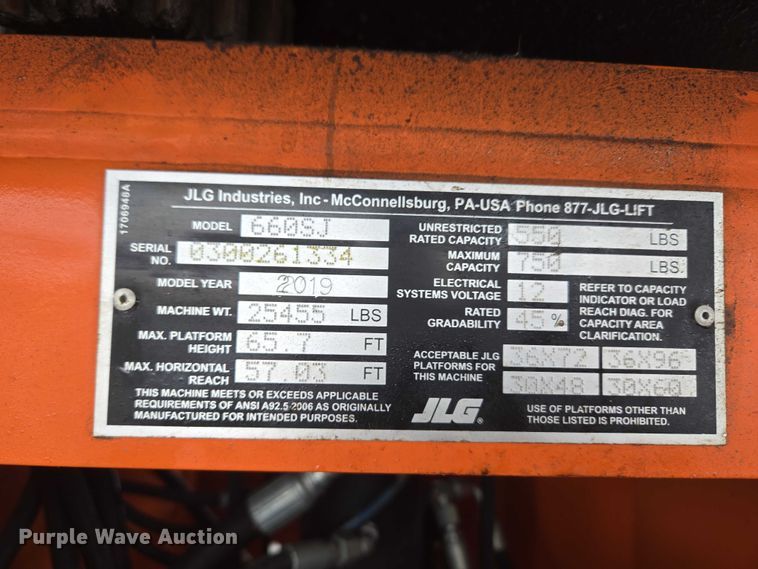 1706946A
JLG Industries, Inc - McConnellsburg, PA-USA Phone 877-JLG-LIFT
MODEL 660SJ
SERIAL NO. 0300261334
MODEL YEAR 2019
MACHINE WT. 25455 LBS
MAX. PLATFORM HEIGHT 65.7 FT
MAX. HORIZONTAL REACH 57.03 FT
THIS MACHINE MEETS OR EXCEEDS APPLICABLE
REQUIREMENTS OF ANSI A92.5-2006 AS ORIGINALLY
MANUFACTURED FOR INTENDED PURPOSES.
UNRESTRICTED RATED CAPACITY 550 LBS
MAXIMUM CAPACITY 750 LBS
ELECTRICAL SYSTEMS VOLTAGE 12
RATED GRADABILITY 45%
REFER TO CAPACITY
INDICATOR OR LOAD
REACH DIAG. FOR
CAPACITY AREA
CLARIFICATION.
ACCEPTABLE JLG
PLATFORMS FOR
THIS MACHINE
36X72 36X96
30X48 30X60
JLG
USE OF PLATFORMS OTHER THAN
THOSE LISTED IS PROHIBITED.
Purple Wave Auction